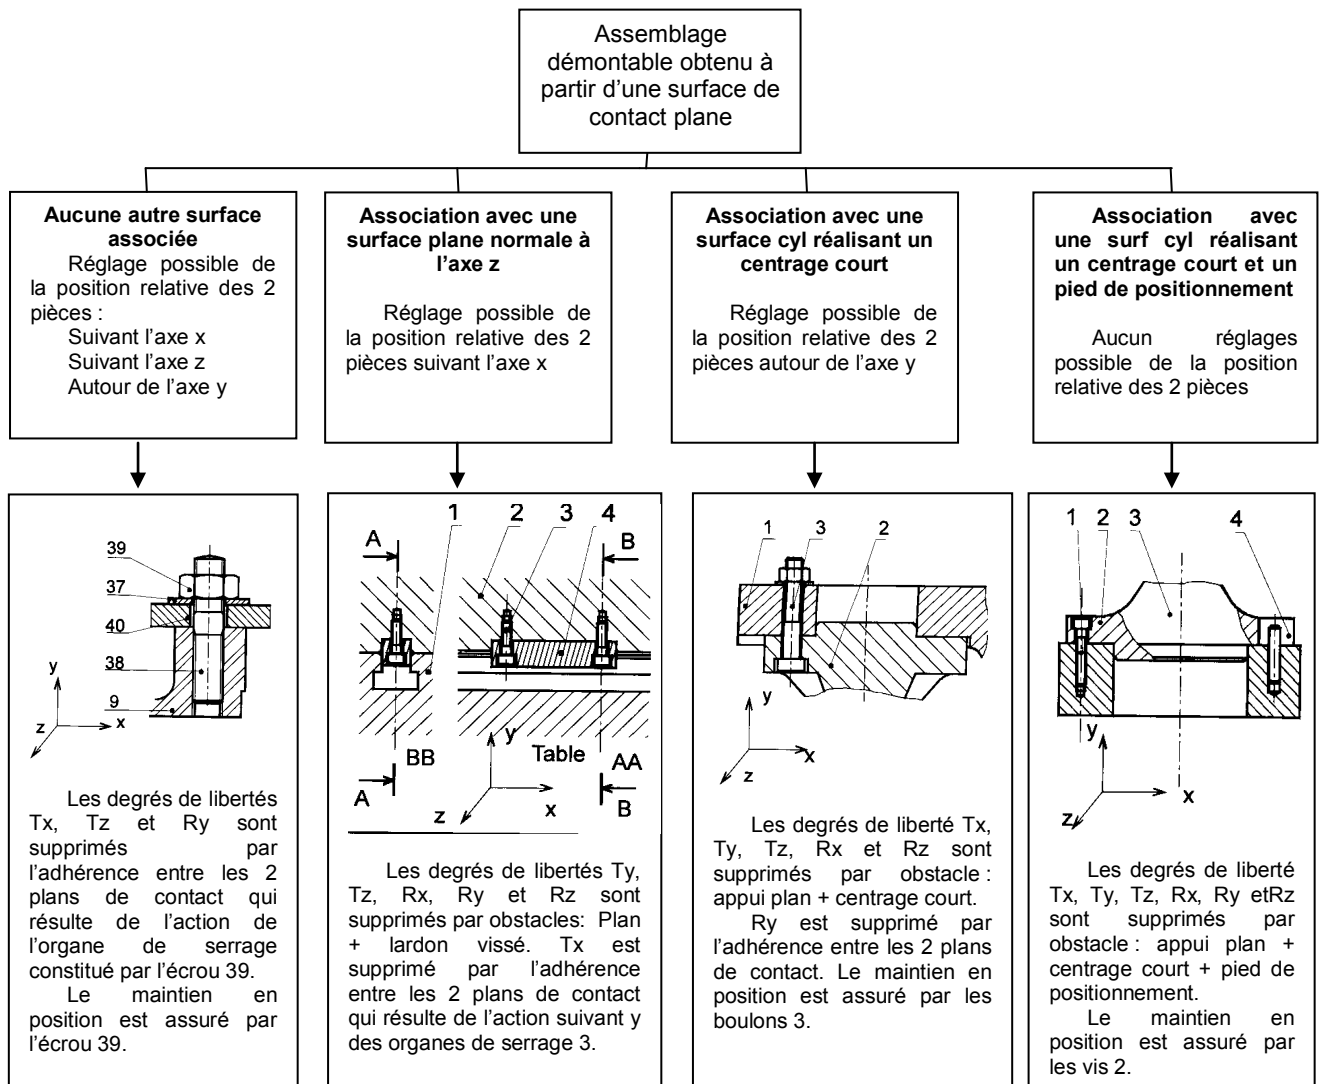 Assemblage
démontable obtenu à
partir d’une surface de
contact plane
Aucune autre surface
associée
Réglage possible de
la position relative des 2
pièces :
Suivant l’axe x
Suivant l’axe z
Autour de l’axe y
Association avec une
surface plane normale à
l’axe z
Réglage possible de
la position relative des 2
pièces suivant l’axe x
Association avec une
surface cyl réalisant un
centrage court
Réglage possible de
la position relative des 2
pièces autour de l’axe y
Association avec
une surf cyl réalisant
un centrage court et un
pied de positionnement
Aucun réglages
possible de la position
relative des 2 pièces
39
37
40
38
9
y
x
z
Les degrés de libertés
Tx, Tz et Ry sont
supprimés par
l’adhérence entre les 2
plans de contact qui
résulte de l’action de
l’organe de serrage
constitué par l’écrou 39.
Le maintien en
position est assuré par
l’écrou 39.
1 2 3 4
A B
BB y Table AA
A z x B
Les degrés de libertés Ty,
Tz, Rx, Ry et Rz sont
supprimés par obstacles: Plan
+ lardon vissé. Tx est
supprimé par l’adhérence
entre les 2 plans de contact
qui résulte de l’action suivant y
des organes de serrage 3.
1 3 2
y
x
z
Les degrés de liberté Tx,
Ty, Tz, Rx et Rz sont
supprimés par obstacle :
appui plan + centrage court.
Ry est supprimé par
l’adhérence entre les 2 plans
de contact. Le maintien en
position est assuré par les
boulons 3.
1 2 3 4
y
x
z
Les degrés de liberté
Tx, Ty, Tz, Rx, Ry etRz
sont supprimés par
obstacle : appui plan +
centrage court + pied de
positionnement.
Le maintien en
position est assuré par
les vis 2.